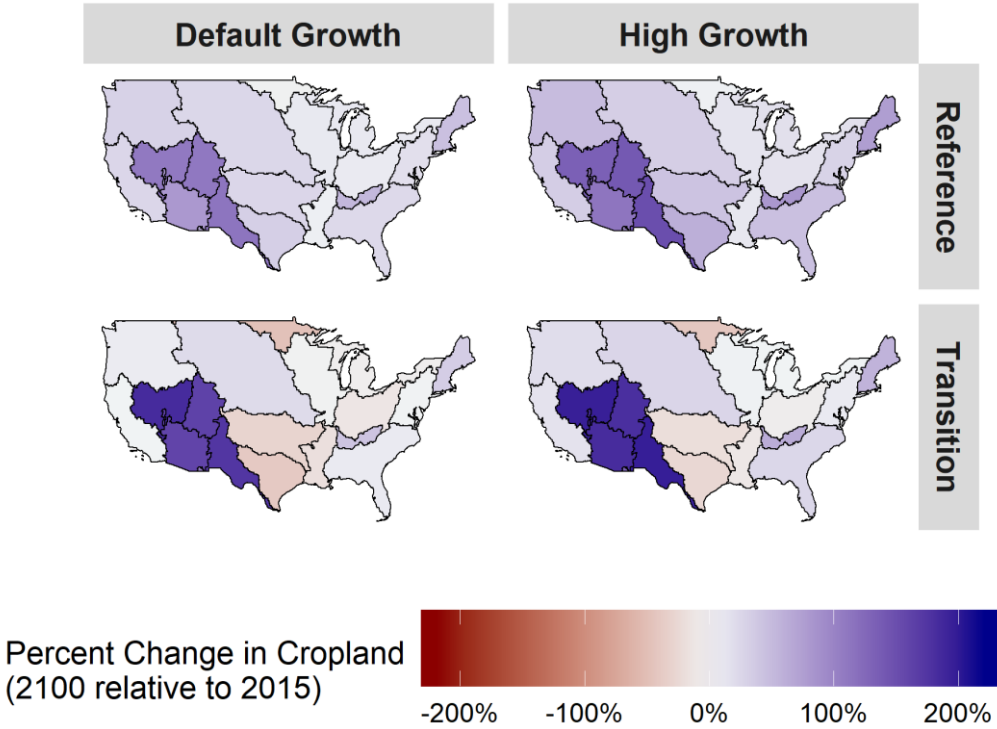 Default Growth
High Growth
Reference
Transition
Percent Change in Cropland
(2100 relative to 2015)
-200%
-100%
0%
100%
200%